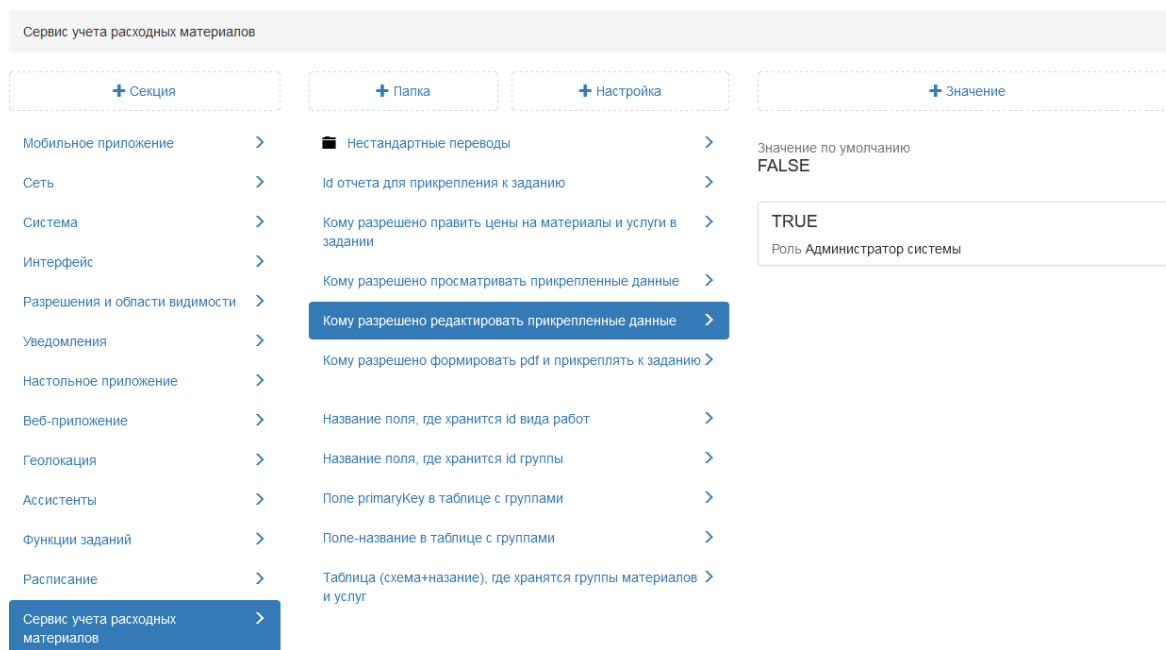 Сервис учета расходных материалов
+ Секция
+ Папка
+ Настройка
+ Значение
Мобильное приложение
Сеть
Система
Интерфейс
Разрешения и области видимости
Уведомления
Настольное приложение
Веб-приложение
Геолокация
Ассистенты
Функции заданий
Расписание
Сервис учета расходных
материалов
Нестандартные переводы
Id отчета для прикрепления к заданию
Кому разрешено править цены на материалы и услуги в
задании
Кому разрешено просматривать прикрепленные данные
Кому разрешено редактировать прикрепленные данные
Кому разрешено формировать pdf и прикреплять к заданию
Название поля, где хранится id вида работ
Название поля, где хранится id группы
Поле primaryKey в таблице с группами
Поле-название в таблице с группами
Таблица (схема+назание), где хранятся группы материалов
и услуг
Значение по умолчанию
FALSE
TRUE
Роль Администратор системы